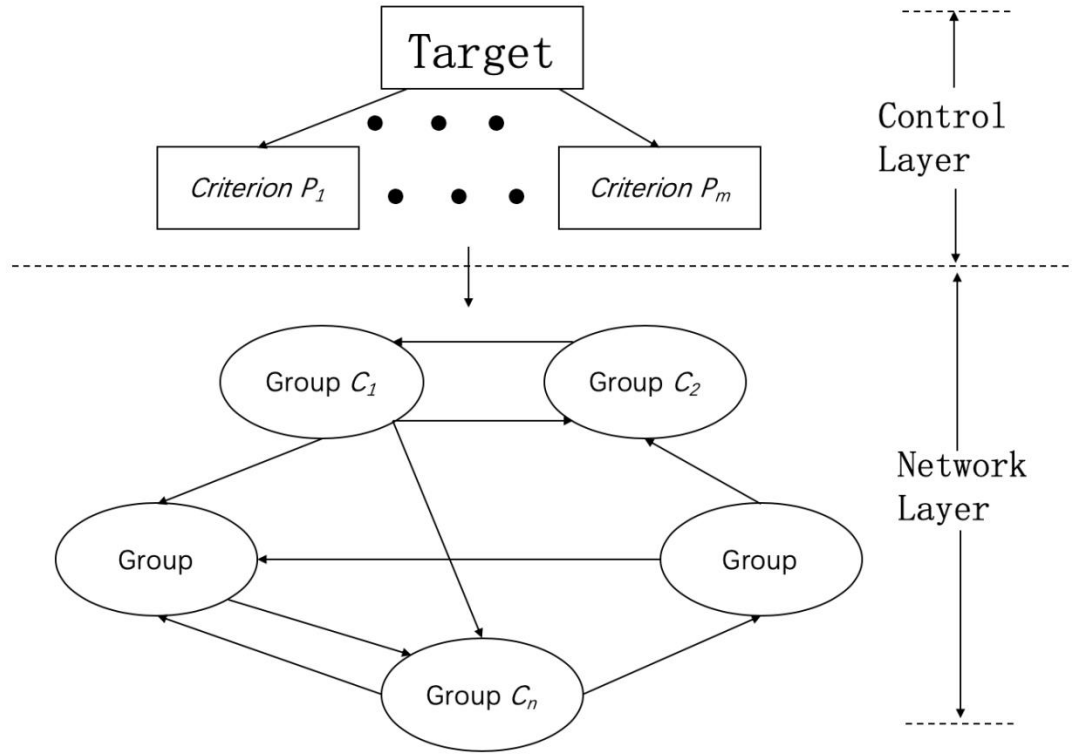 Target
Control
Layer
Criterion P₁
Criterion Pₘ
Group C₁
Group C₂
Network
Layer
Group
Group
Group Cₙ